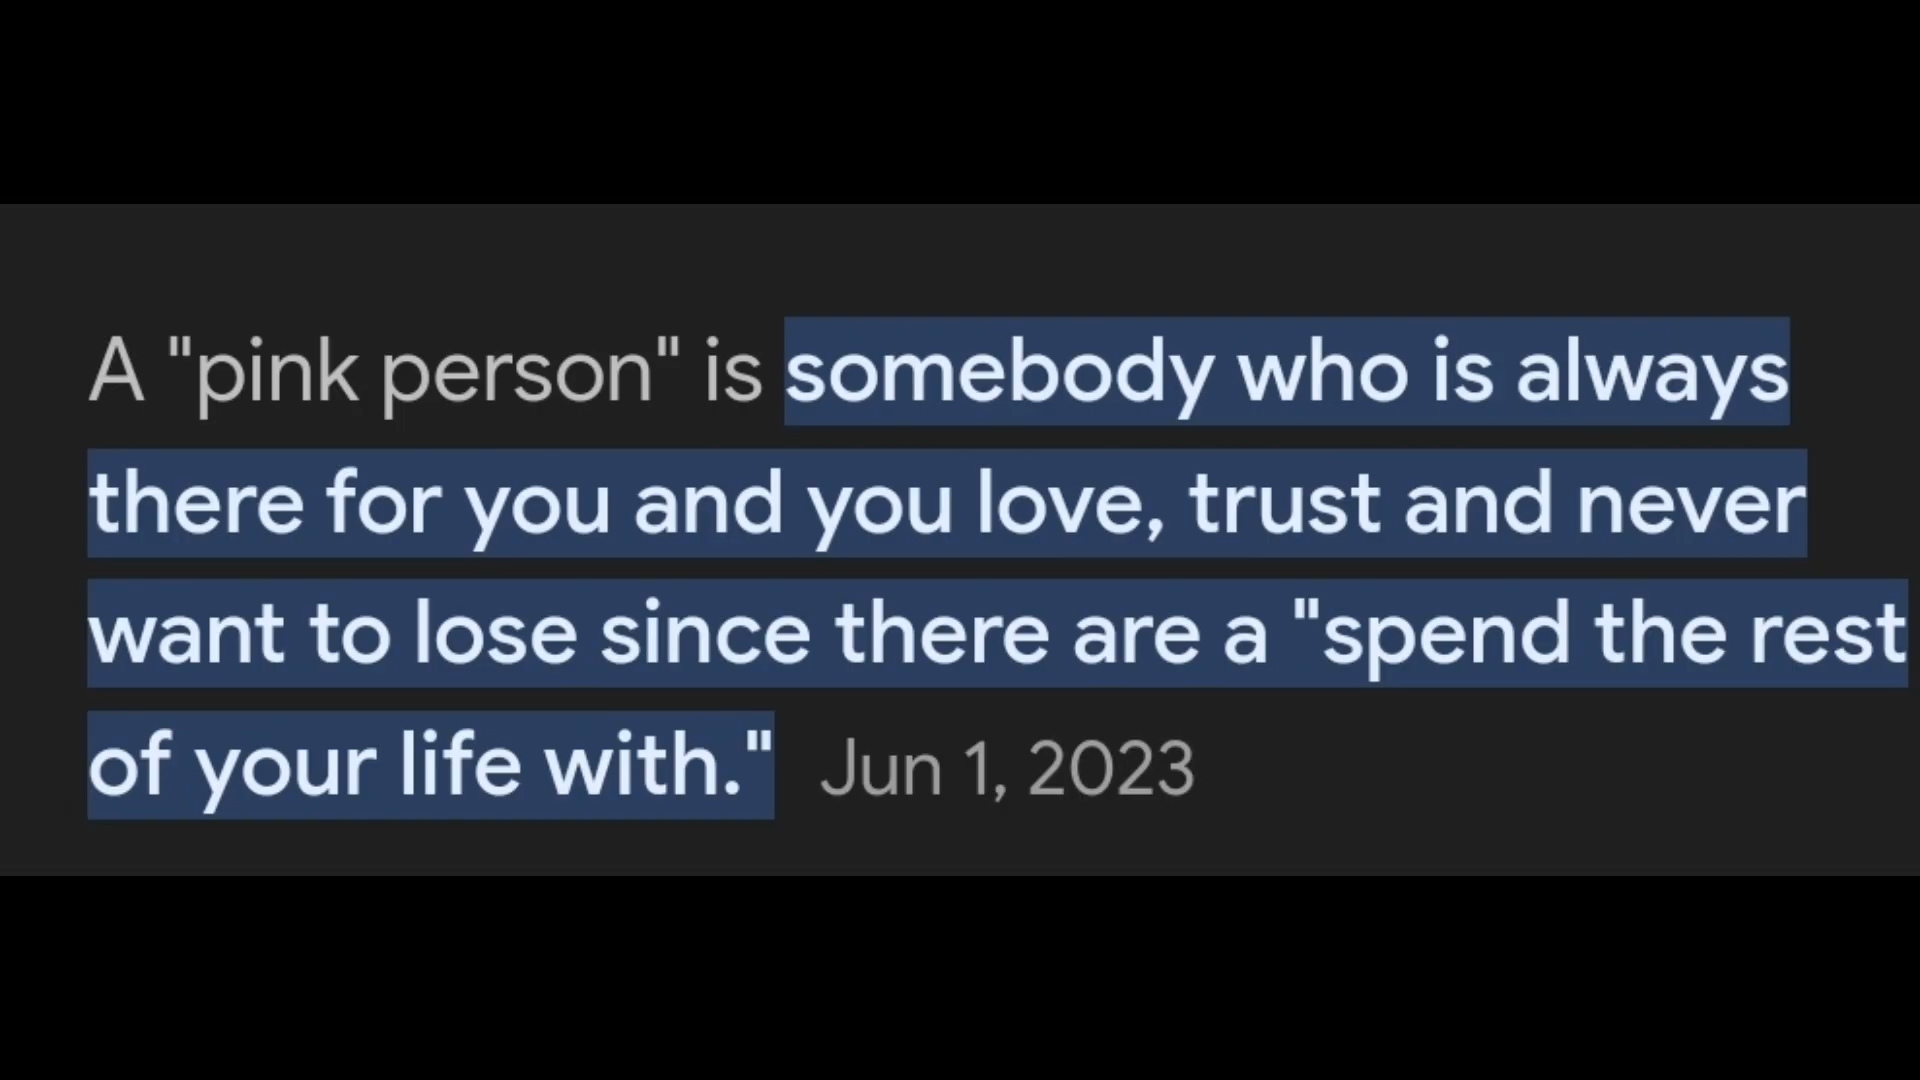 A "pink person" is somebody who is always
there for you and you love, trust and never
want to lose since there are a "spend the rest
of your life with." Jun 1, 2023